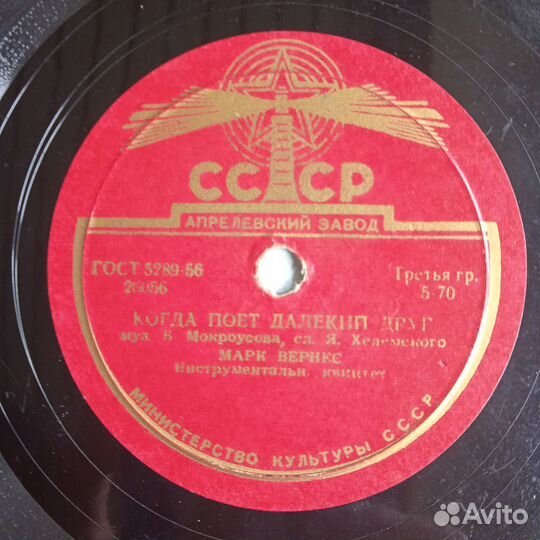 СССР
АПРЕЛЕВСКИЙ ЗАВОД
ГОСТ 5289-56
26056
Третья гр.
5-70
КОГДА ПОЕТ ДАЛЕКИЙ ДРУГ
муз. Б Мокроусова, сл. Я. Хелемского
МАРК БЕРНЕС
Инструментальн. квинтет
МИНИСТЕРСТВО КУЛЬТУРЫ СССР
Avito